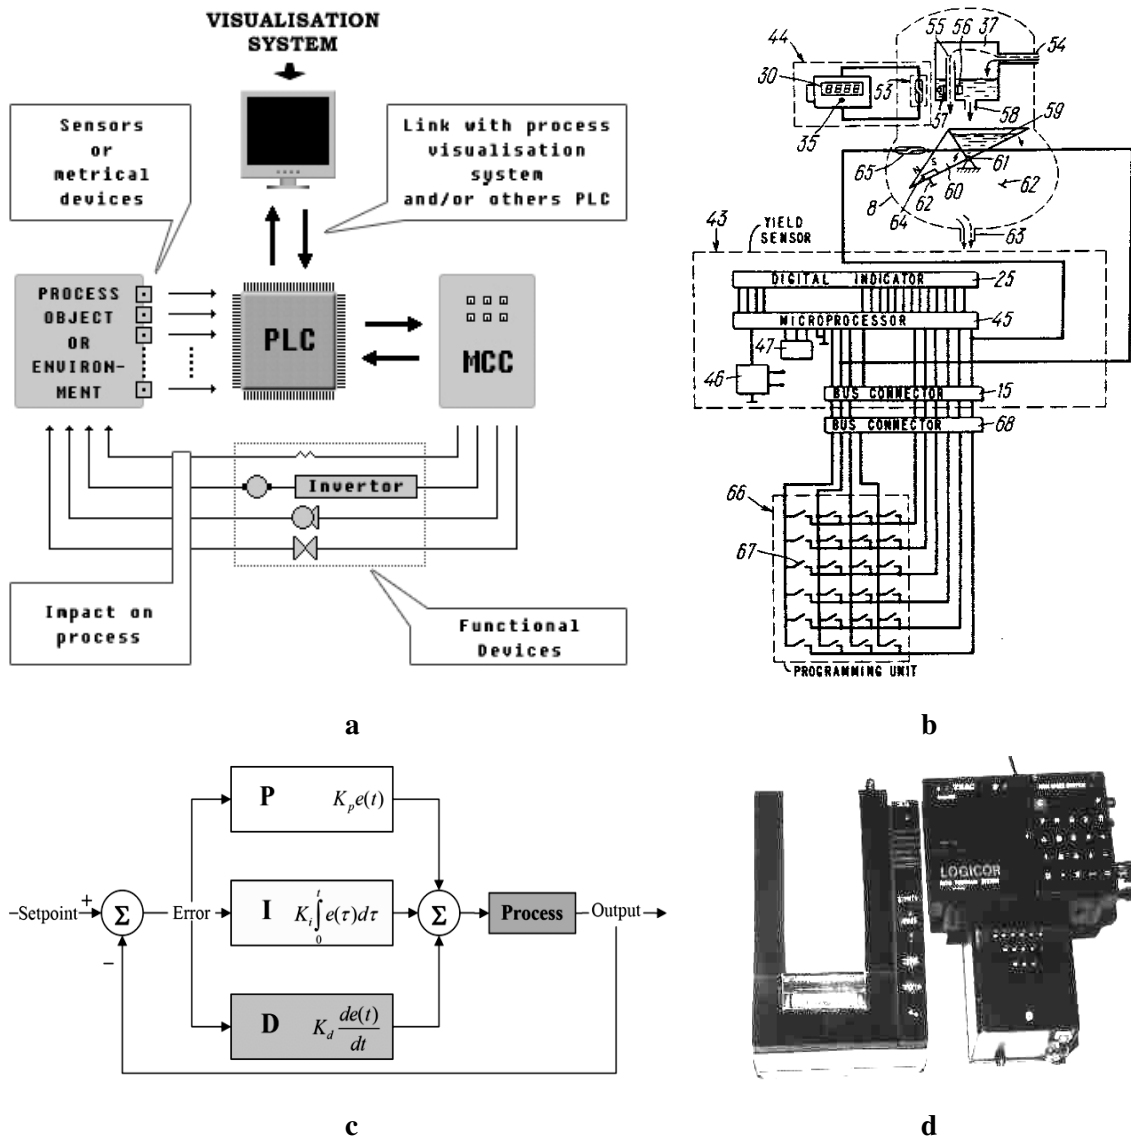 VISUALISATION
SYSTEM
Sensors
or
metrical
devices
Link with process
visualisation
system
and/or others PLC
PROCESS
OBJECT
OR
ENVIRON-
MENT
PLC
MCC
Invertor
Impact on
process
Functional
Devices
a
44
30
53
35
55
56
37
54
57
58
59
65
S
61
60
62
62
8
64
63
43
YIELD
SENSOR
DIGITAL INDICATOR
25
MICROPROCESSOR
45
47
46
BUS CONNECTOR
15
BUS CONNECTOR
68
66
67
PROGRAMMING UNIT
b
P K_p e(t)
Setpoint
+
Σ
Error
I K_i ∫_0^t e(τ)dτ
Σ
Process
Output
−
D K_d de(t)/dt
c
LOGICOR
d